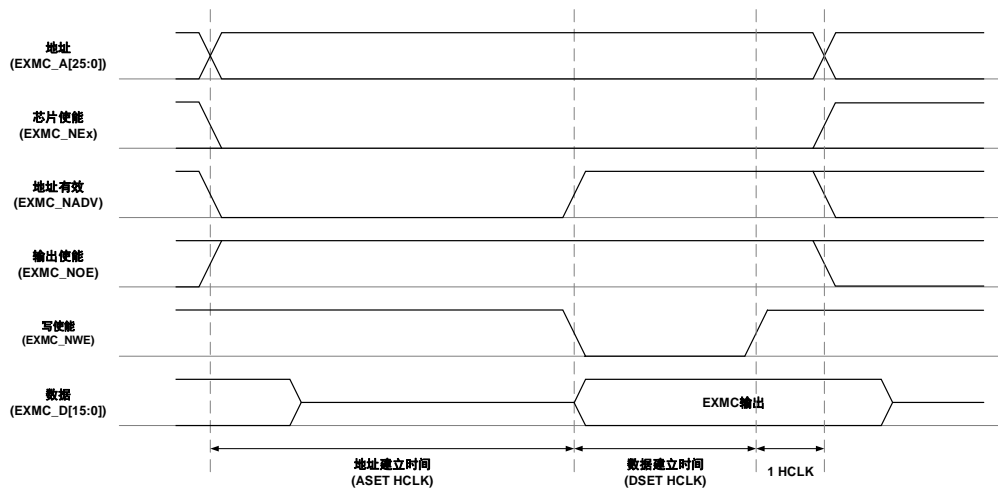 地址
(EXMC_A[25:0])
芯片使能
(EXMC_NEx)
地址有效
(EXMC_NADV)
输出使能
(EXMC_NOE)
写使能
(EXMC_NWE)
数据
(EXMC_D[15:0])
EXMC输出
地址建立时间
(ASET HCLK)
数据建立时间
(DSET HCLK)
1 HCLK